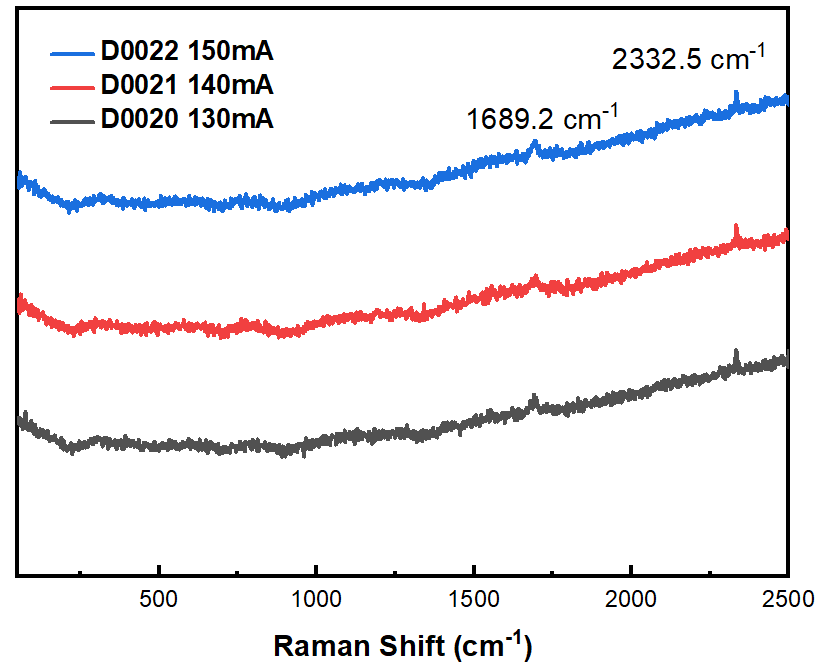 D0022 150mA
D0021 140mA
D0020 130mA
2332.5 cm⁻¹
1689.2 cm⁻¹
500
1000
1500
2000
2500
Raman Shift (cm⁻¹)